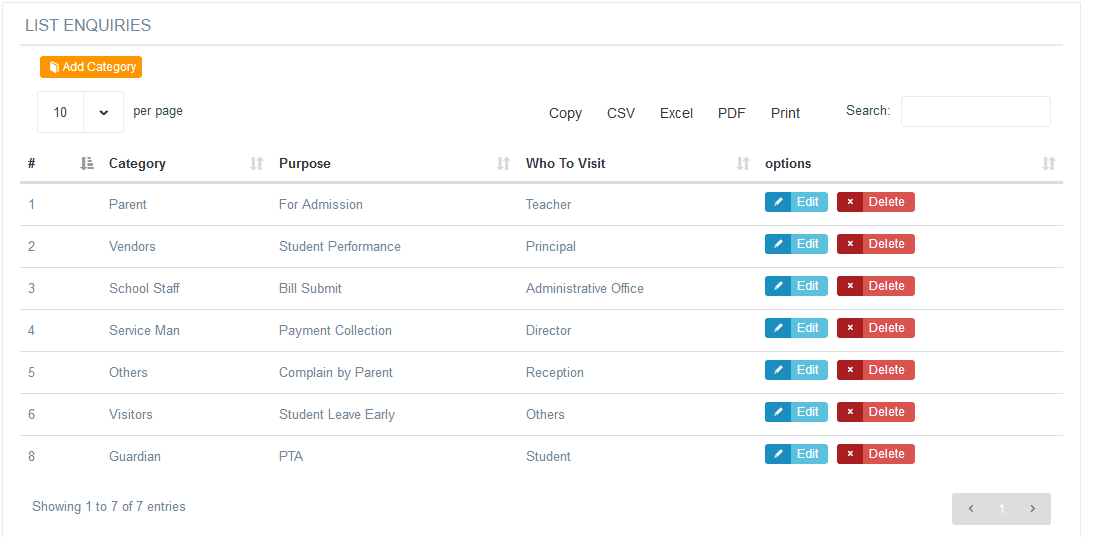 LIST ENQUIRIES
Add Category
10 per page Copy CSV Excel PDF Print Search:
# Category Purpose Who To Visit options
1 Parent For Admission Teacher Edit Delete
2 Vendors Student Performance Principal Edit Delete
3 School Staff Bill Submit Administrative Office Edit Delete
4 Service Man Payment Collection Director Edit Delete
5 Others Complain by Parent Reception Edit Delete
6 Visitors Student Leave Early Others Edit Delete
8 Guardian PTA Student Edit Delete
Showing 1 to 7 of 7 entries ‹ 1 ›